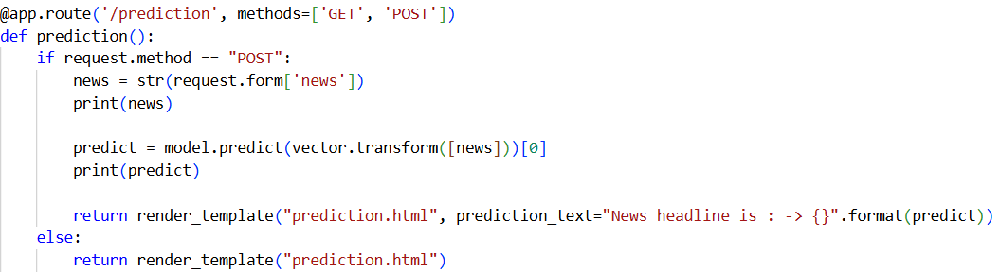 @app.route('/prediction', methods=['GET', 'POST'])
def prediction():
    if request.method == "POST":
        news = str(request.form['news'])
        print(news)

        predict = model.predict(vector.transform([news]))[0]
        print(predict)

        return render_template("prediction.html", prediction_text="News headline is : -> {}".format(predict))
    else:
        return render_template("prediction.html")